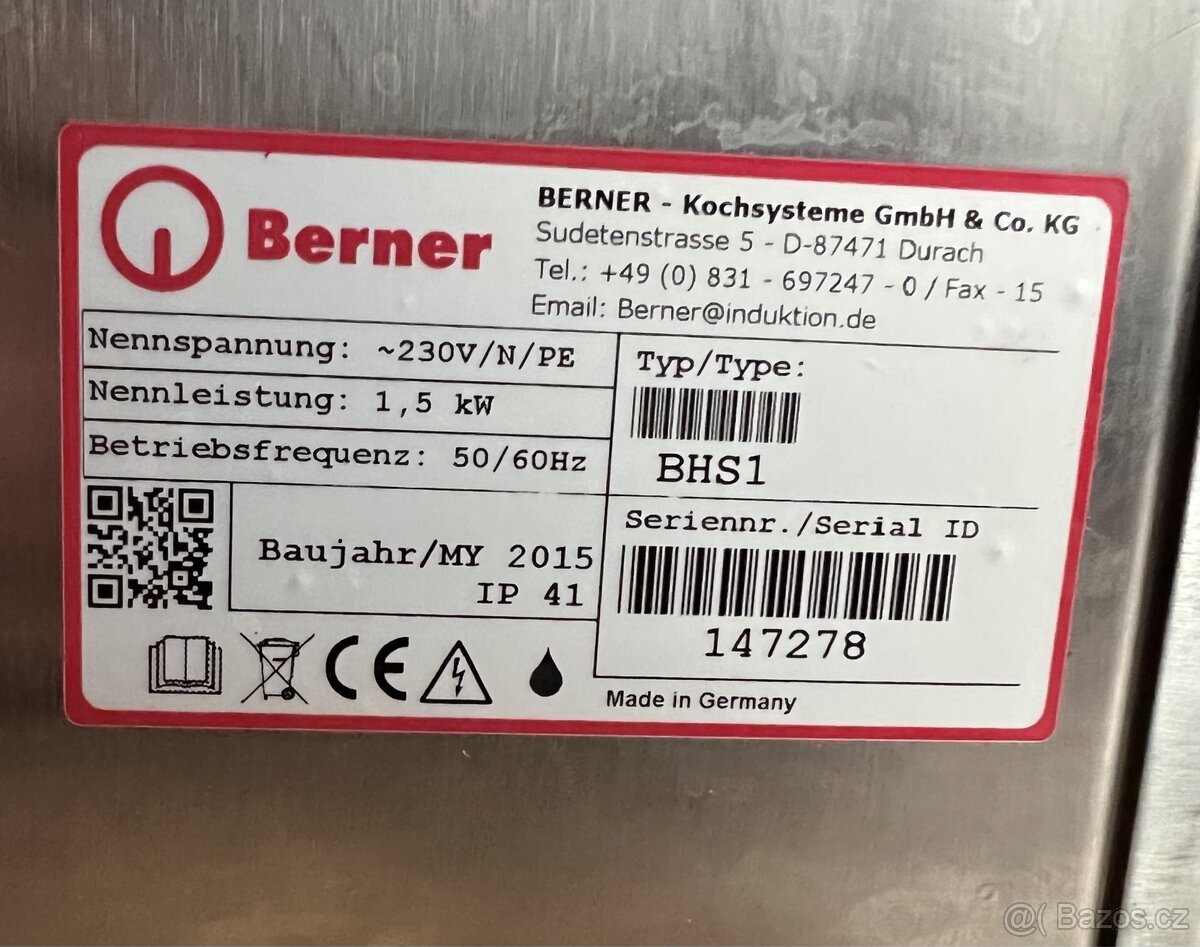 Berner
BERNER - Kochsysteme GmbH & Co. KG
Sudetenstrasse 5 - D-87471 Durach
Tel.: +49 (0) 831 - 697247 - 0 / Fax - 15
Email: Berner@induktion.de
Nennspannung: ~230V/N/PE
Nennleistung: 1,5 kW
Betriebsfrequenz: 50/60Hz
Typ/Type:
BHS1
Baujahr/MY 2015
IP 41
Seriennr./Serial ID
147278
CE
Made in Germany
@( Bazos.cz